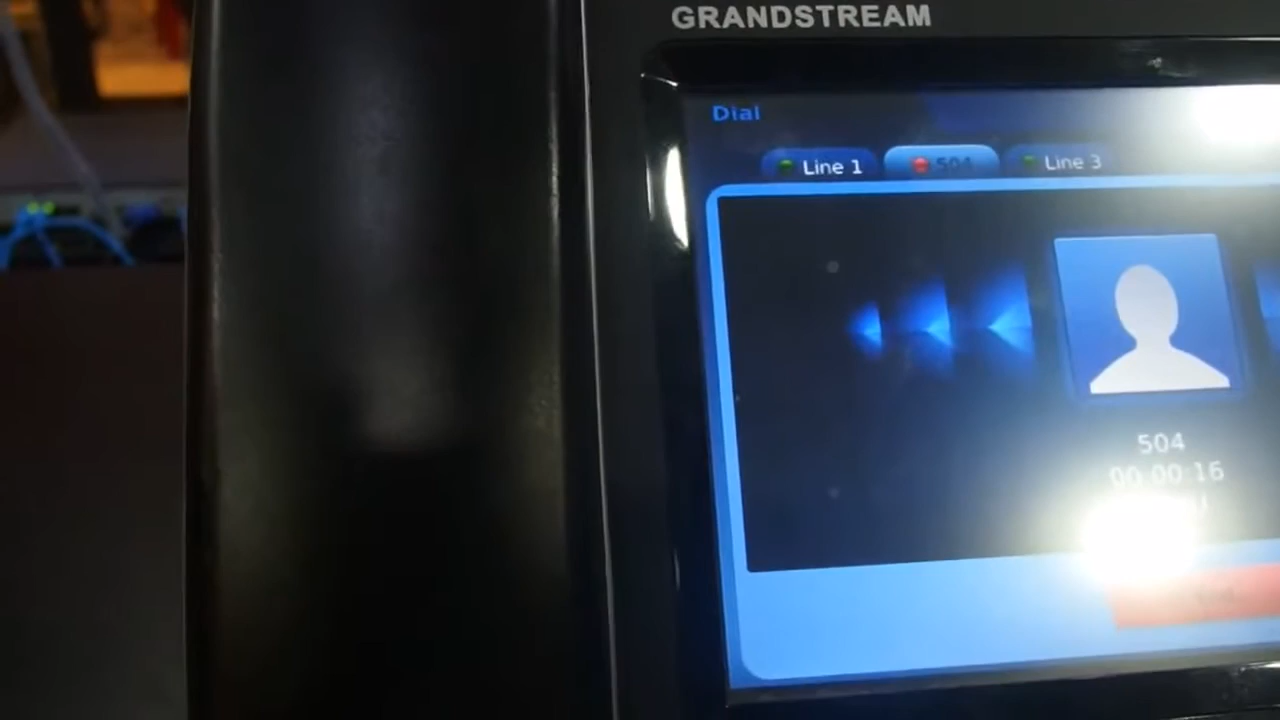 GRANDSTREAM
Dial
Line 1
504
Line 3
504
00:00:16